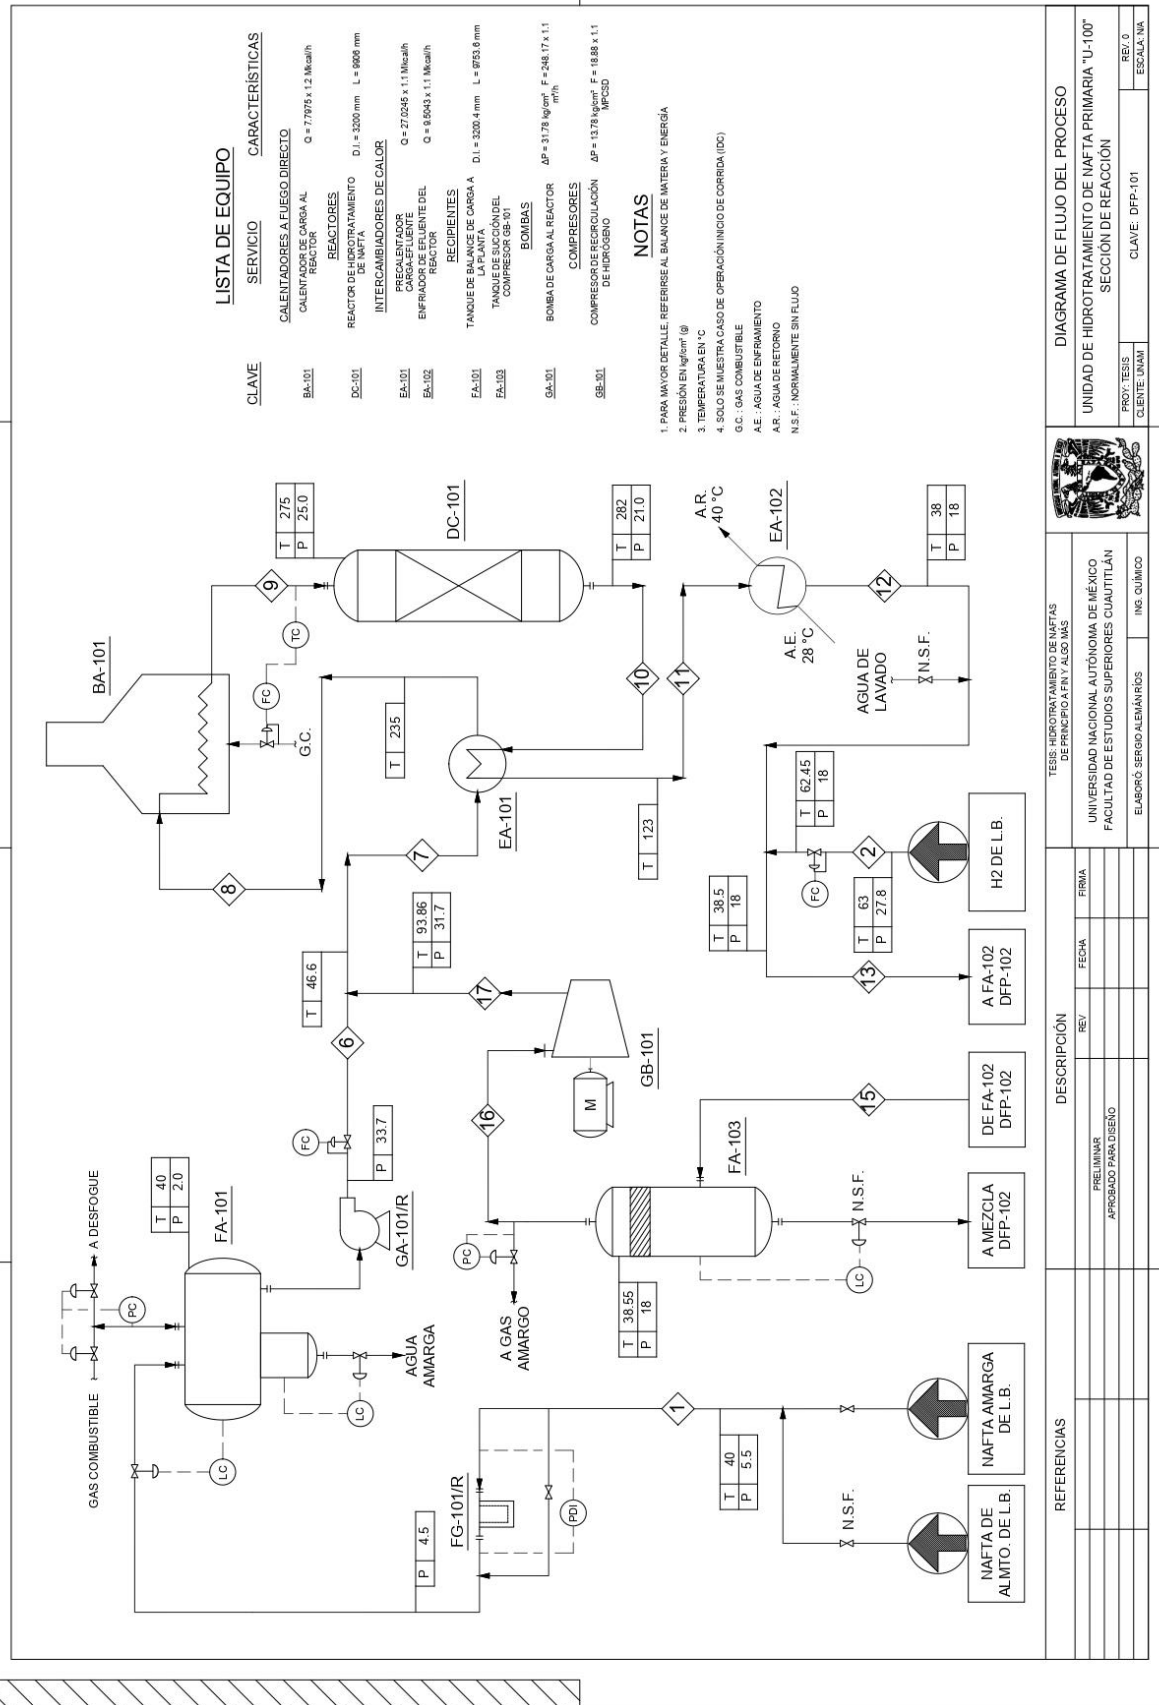 GAS COMBUSTIBLE
A DESFOGUE
PC
LC
LC
T 40
P 2.0
FA-101
AGUA
AMARGA
P 4.5
FG-101/R
PDI
GA-101/R
FC
P 33.7
6
T 46.6
7
8
BA-101
G.C.
FC
TC
9
T 275
P 25.0
DC-101
T 235
EA-101
T 123
10
T 282
P 21.0
11
A.R.
40 °C
A.E.
28 °C
EA-102
12
T 38
P 18
AGUA DE
LAVADO
N.S.F.
T 93.86
P 31.7
17
GB-101
M
16
PC
A GAS
AMARGO
T 38.55
P 18
FA-103
LC
N.S.F.
15
T 38.5
P 18
13
FC
T 62.45
P 18
2
T 63
P 27.8
1
T 40
P 5.5
N.S.F.
NAFTA DE
ALMTO. DE L.B.
NAFTA AMARGA
DE L.B.
A MEZCLA
DFP-102
DE FA-102
DFP-102
A FA-102
DFP-102
H2 DE L.B.
LISTA DE EQUIPO
CLAVE SERVICIO CARACTERÍSTICAS
CALENTADORES A FUEGO DIRECTO
BA-101 CALENTADOR DE CARGA AL
REACTOR Q = 7.7975 x 1.2 Mkcal/h
REACTORES
DC-101 REACTOR DE HIDROTRATAMIENTO
DE NAFTA D.I. = 3200 mm L = 9906 mm
INTERCAMBIADORES DE CALOR
EA-101 PRECALENTADOR
CARGA-EFLUENTE Q = 27.0245 x 1.1 Mkcal/h
EA-102 ENFRIADOR DE EFLUENTE DEL
REACTOR Q = 9.5043 x 1.1 Mkcal/h
RECIPIENTES
FA-101 TANQUE DE BALANCE DE CARGA A
LA PLANTA D.I. = 3200.4 mm L = 9753.6 mm
FA-103 TANQUE DE SUCCIÓN DEL
COMPRESOR GB-101
BOMBAS
GA-101 BOMBA DE CARGA AL REACTOR ΔP = 31.78 kg/cm² F = 248.17 x 1.1
m³/h
COMPRESORES
GB-101 COMPRESOR DE RECIRCULACIÓN
DE HIDRÓGENO ΔP = 13.78 kg/cm² F = 18.88 x 1.1
MPCSD
NOTAS
1. PARA MAYOR DETALLE, REFERIRSE AL BALANCE DE MATERIA Y ENERGÍA
2. PRESIÓN EN kgf/cm² (g)
3. TEMPERATURA EN °C
4. SOLO SE MUESTRA CASO DE OPERACIÓN INICIO DE CORRIDA (IDC)
G.C. : GAS COMBUSTIBLE
A.E. : AGUA DE ENFRIAMIENTO
A.R. : AGUA DE RETORNO
N.S.F. : NORMALMENTE SIN FLUJO
REFERENCIAS
DESCRIPCIÓN
REV FECHA FIRMA
PRELIMINAR
APROBADO PARA DISEÑO
TESIS: HIDROTRATAMIENTO DE NAFTAS
DE PRINCIPIO A FIN Y ALGO MÁS
UNIVERSIDAD NACIONAL AUTÓNOMA DE MÉXICO
FACULTAD DE ESTUDIOS SUPERIORES CUAUTITLÁN
ELABORÓ: SERGIO ALEMÁN RÍOS ING. QUÍMICO
DIAGRAMA DE FLUJO DEL PROCESO
UNIDAD DE HIDROTRATAMIENTO DE NAFTA PRIMARIA "U-100"
SECCIÓN DE REACCIÓN
PROY: TESIS
CLIENTE: UNAM
CLAVE: DFP-101
REV. 0
ESCALA: N/A